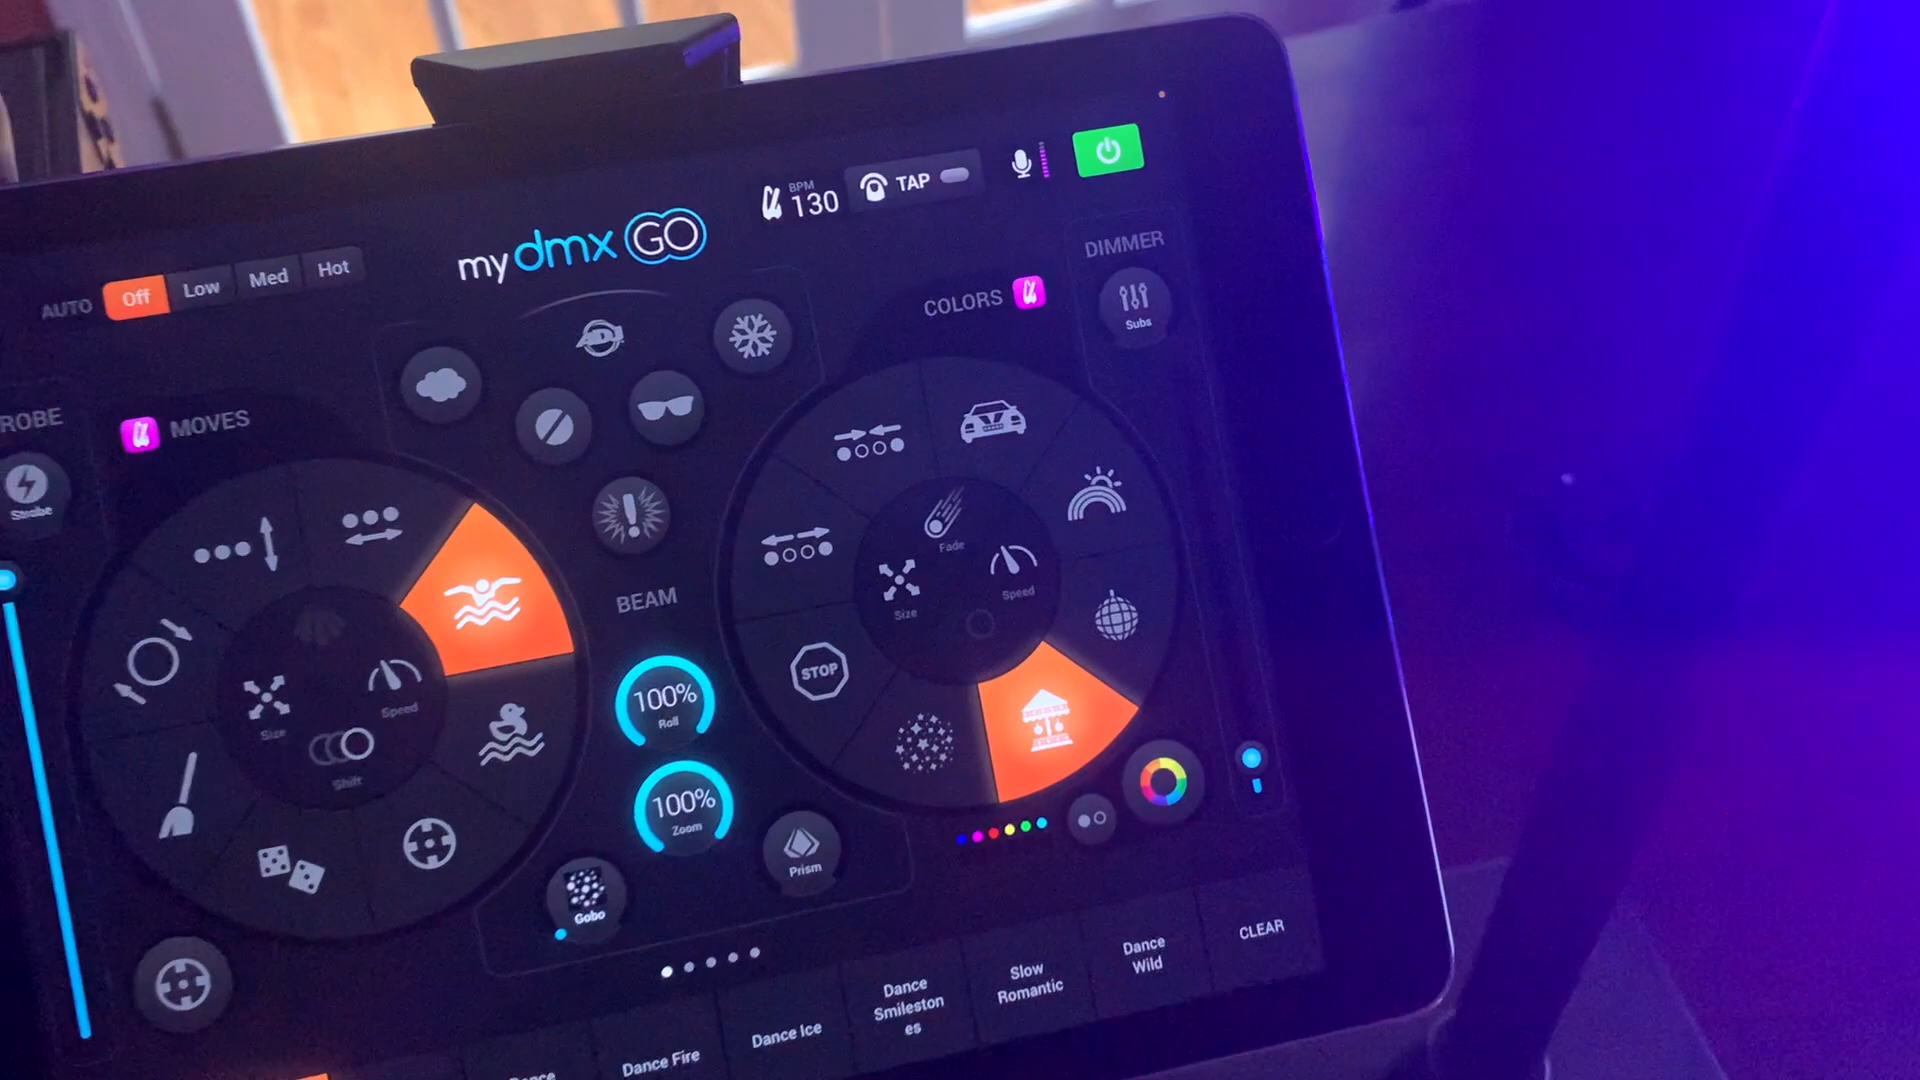 BPM
130
TAP
my dmx GO
AUTO
Off
Low
Med
Hot
DIMMER
Subs
COLORS
ROBE
MOVES
Strobe
Fade
Size
Speed
STOP
BEAM
100%
Roll
100%
Zoom
Size
Speed
Shift
Prism
Gobo
Dance Fire
Dance Ice
Dance
Smileston
es
Slow
Romantic
Dance
Wild
CLEAR